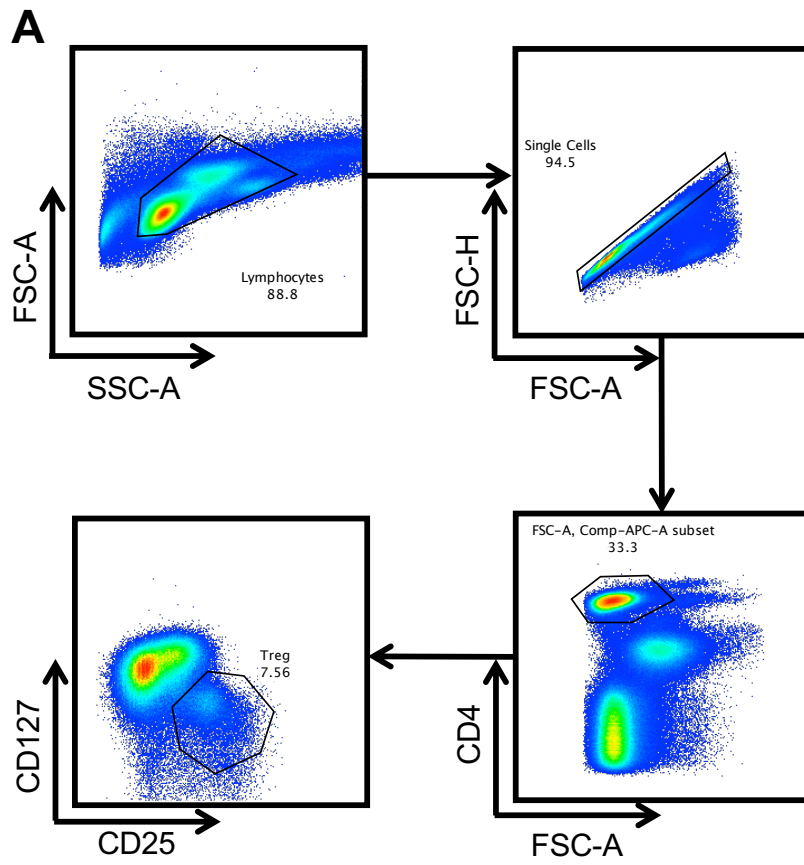 A
FSC-A
Lymphocytes
88.8
SSC-A
Single Cells
94.5
FSC-H
FSC-A
CD127
Treg
7.56
CD25
FSC-A, Comp-APC-A subset
33.3
CD4
FSC-A